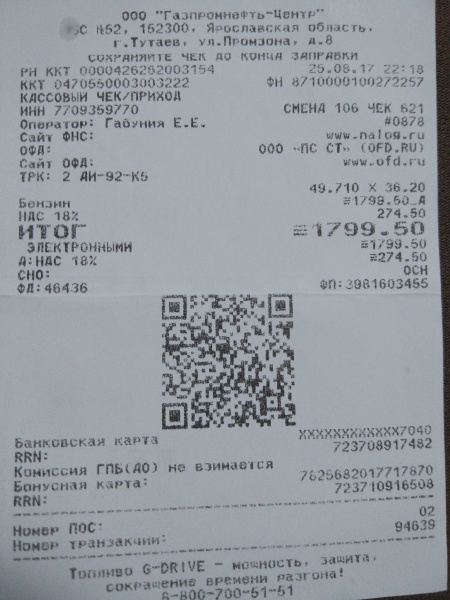 ООО "Газпромнефть-Центр"
АЗС №52, 152300, Ярославская область,
г.Тутаев, ул.Промзона, д.8
СОХРАНЯЙТЕ ЧЕК ДО КОНЦА ЗАПРАВКИ
РН ККТ 0000426262003154 25.08.17 22:18
ККТ 0470550003003222 ФН 8710000100272257
КАССОВЫЙ ЧЕК/ПРИХОД
ИНН 7709359770 СМЕНА 106 ЧЕК 621
Оператор: Габуния Е.Е. #0878
Сайт ФНС: www.nalog.ru
ОФД: ООО «ПС СТ» (OFD.RU)
Сайт ОФД: www.ofd.ru
ТРК: 2 АИ-92-К5
49.710 X 36.20
Бензин ≡1799.50_А
НДС 18% 274.50
ИТОГ ≡1799.50
ЭЛЕКТРОННЫМИ ≡1799.50
А:НДС 18% ≡274.50
СНО: ОСН
ФД:46436 ФП:3981603455
Банковская карта XXXXXXXXXXXX7040
RRN: 723708917482
Комиссия ГПБ(АО) не взимается
Бонусная карта: 7825682017717870
RRN: 723710916508
Номер ПОС: 02
Номер транзакции: 94639
Топливо G-DRIVE - мощность, защита,
сокращение времени разгона!
8-800-700-51-51